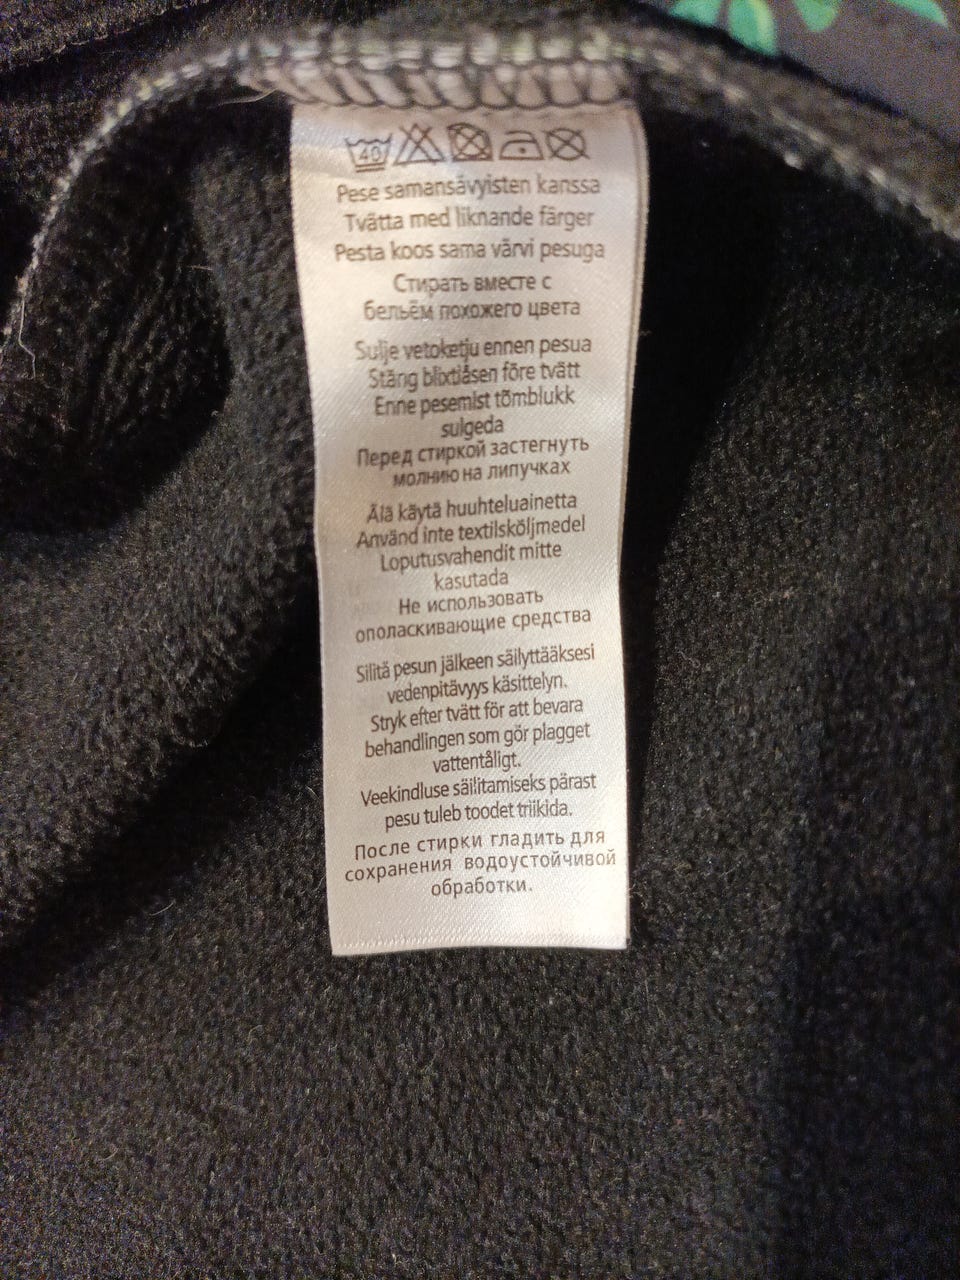 40
Pese samansävyisten kanssa
Tvätta med liknande färger
Pesta koos sama värvi pesuga
Стирать вместе с
бельём похожего цвета
Sulje vetoketju ennen pesua
Stäng blixtlåsen före tvätt
Enne pesemist tõmblukk
sulgeda
Перед стиркой застегнуть
молнию на липучках
Älä käytä huuhteluainetta
Använd inte textilsköljmedel
Loputusvahendit mitte
kasutada
Не использовать
ополаскивающие средства
Silitä pesun jälkeen säilyttääksesi
vedenpitävyys käsittelyn.
Stryk efter tvätt för att bevara
behandlingen som gör plagget
vattentåligt.
Veekindluse säilitamiseks pärast
pesu tuleb toodet triikida.
После стирки гладить для
сохранения водоустойчивой
обработки.